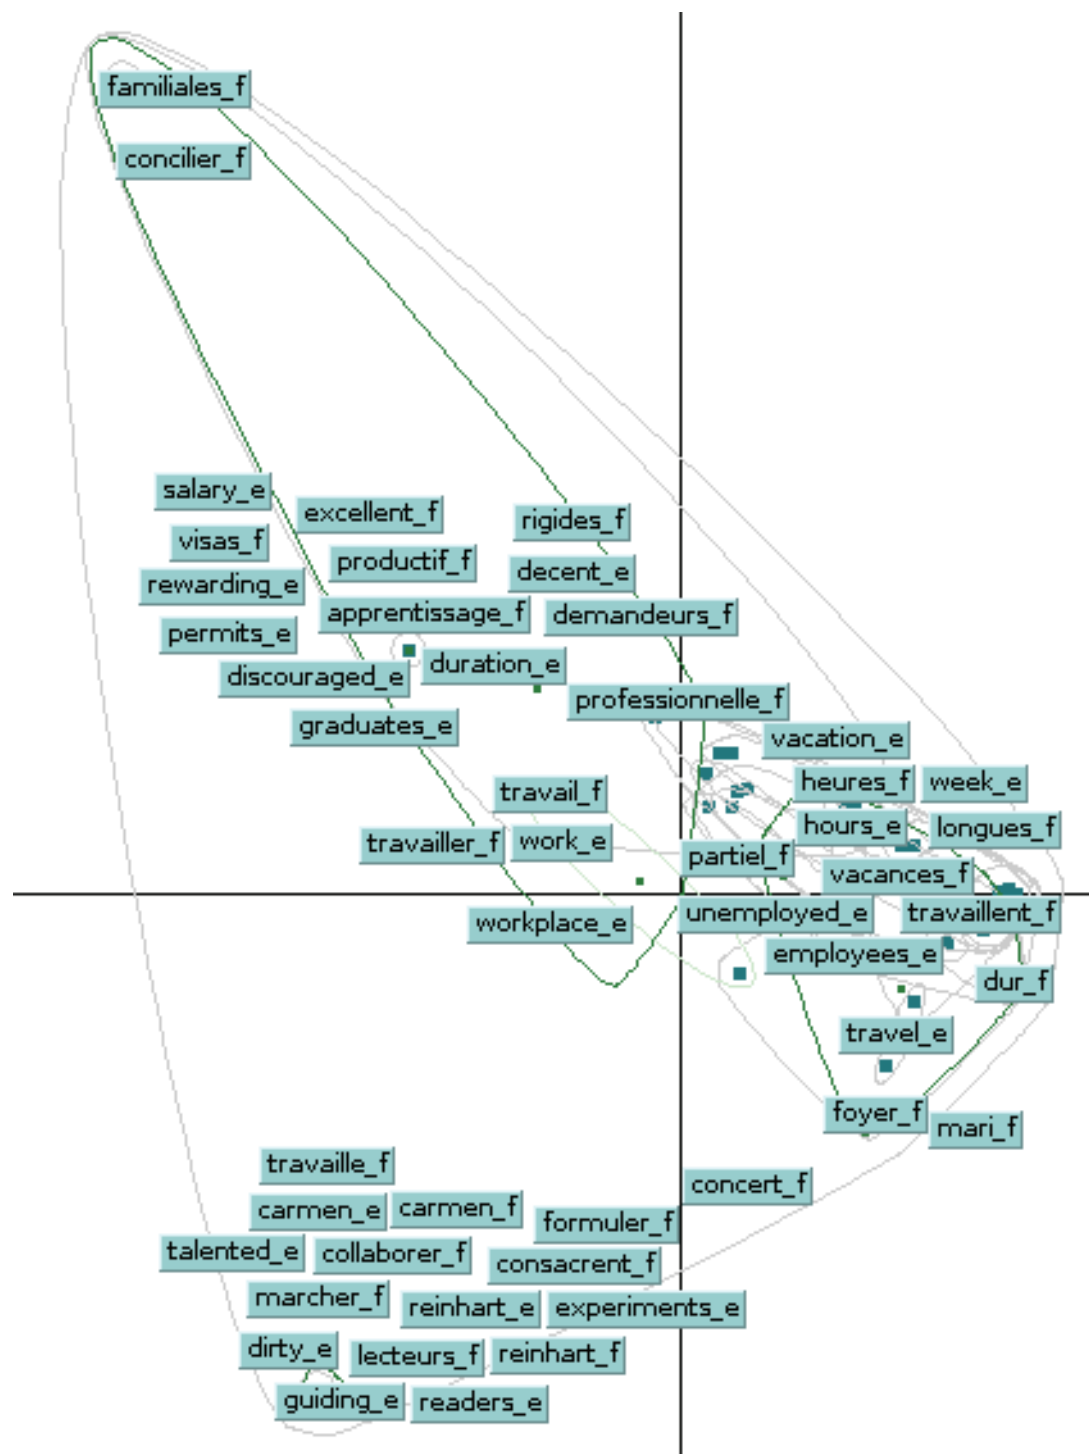 familiales_f
concilier_f
salary_e
excellent_f
rigides_f
visas_f
productif_f
decent_e
rewarding_e
apprentissage_f
demandeurs_f
permits_e
duration_e
discouraged_e
professionnelle_f
graduates_e
vacation_e
travail_f
heures_f
week_e
travailler_f
work_e
hours_e
longues_f
partiel_f
vacances_f
workplace_e
unemployed_e
travaillent_f
employees_e
dur_f
travel_e
foyer_f
mari_f
travaille_f
concert_f
carmen_e
carmen_f
formuler_f
talented_e
collaborer_f
consacrent_f
marcher_f
reinhart_e
experiments_e
dirty_e
lecteurs_f
reinhart_f
guiding_e
readers_e